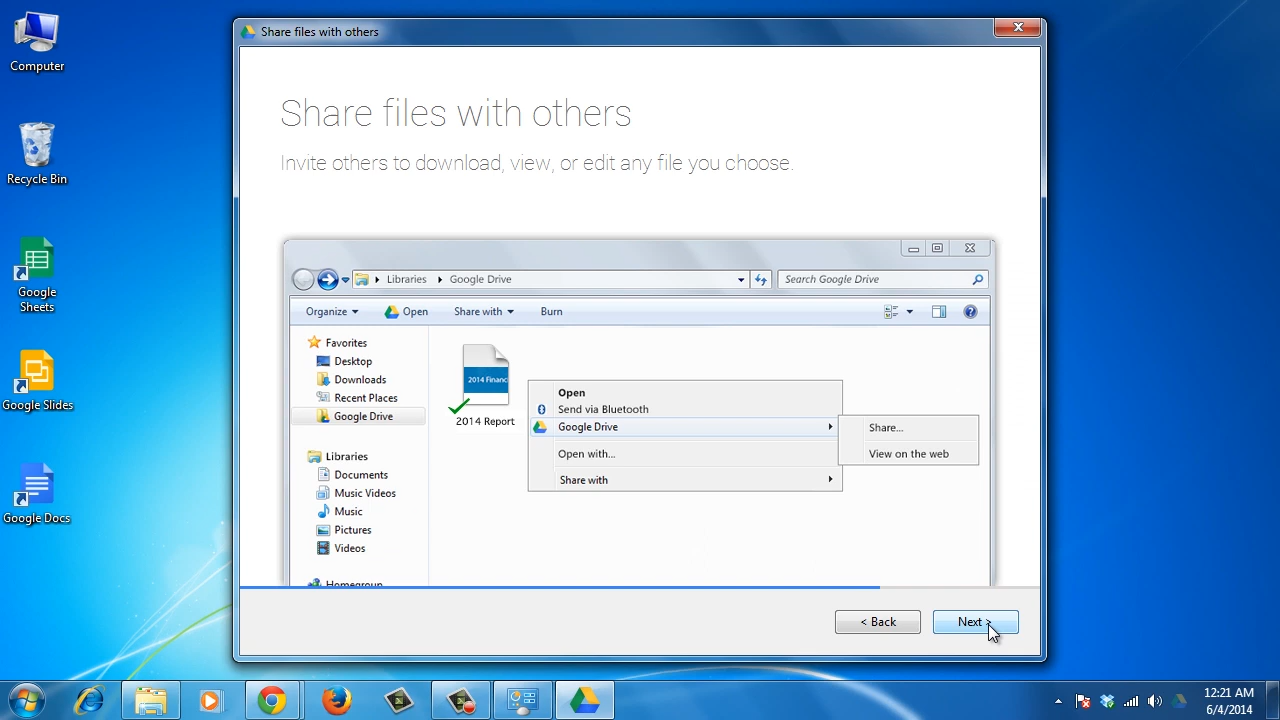 Computer
Recycle Bin
Google
Sheets
Google Slides
Google Docs
Share files with others
Share files with others
Invite others to download, view, or edit any file you choose.
Libraries
Google Drive
Search Google Drive
Organize
Open
Share with
Burn
Favorites
Desktop
Downloads
Recent Places
Google Drive
Libraries
Documents
Music Videos
Music
Pictures
Videos
Homegroup
2014 Financ
2014 Report
Open
Send via Bluetooth
Google Drive
Open with...
Share with
Share...
View on the web
< Back
Next >
12:21 AM
6/4/2014